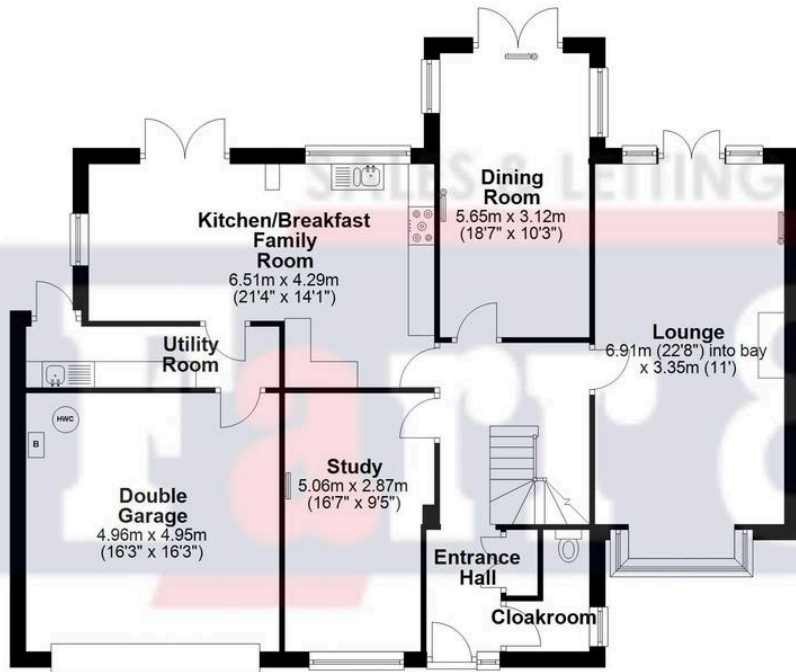 SALES & LETTING
Dining
Room
5.65m x 3.12m
(18'7" x 10'3")
Kitchen/Breakfast
Family
Room
6.51m x 4.29m
(21'4" x 14'1")
Lounge
6.91m (22'8") into bay
x 3.35m (11')
Utility
Room
HWC
B
Double
Garage
4.96m x 4.95m
(16'3" x 16'3")
Study
5.06m x 2.87m
(16'7" x 9'5")
Entrance
Hall
Cloakroom